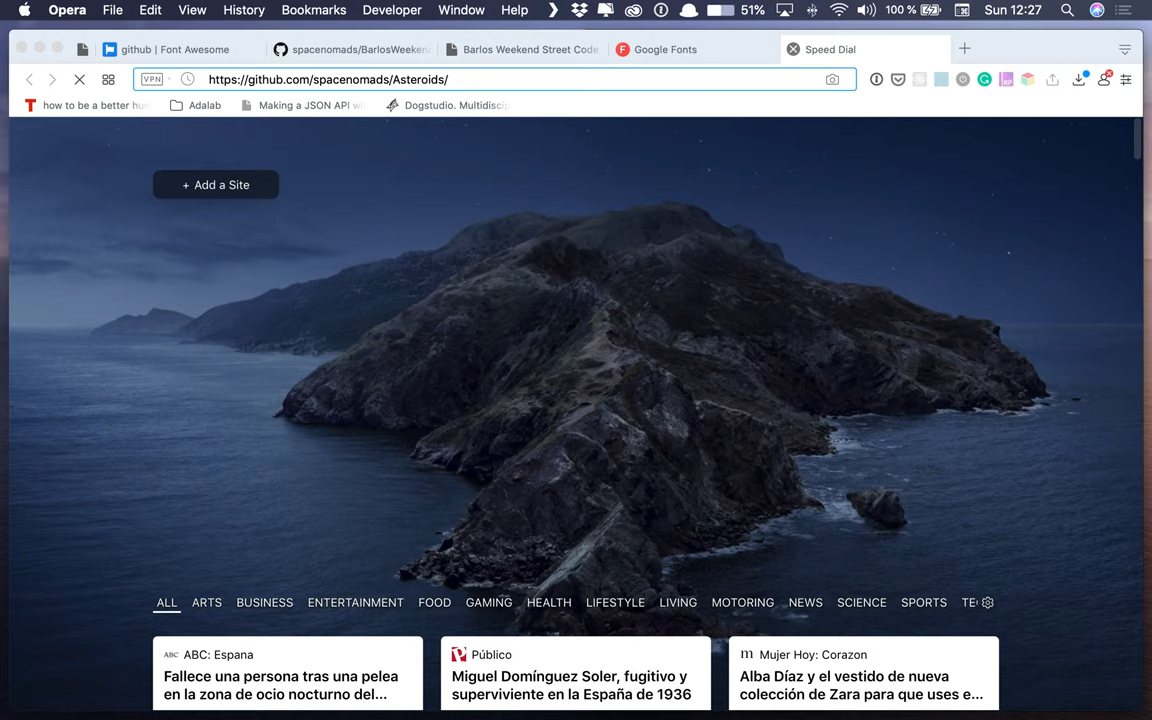 Opera File Edit View History Bookmarks Developer Window Help 51% 100 % Sun 12:27
github | Font Awesome spacenomads/BarlosWeekend Barlos Weekend Street Code Google Fonts Speed Dial
VPN https://github.com/spacenomads/Asteroids/
how to be a better hu Adalab Making a JSON API wi Dogstudio. Multidiscip
+ Add a Site
ALL ARTS BUSINESS ENTERTAINMENT FOOD GAMING HEALTH LIFESTYLE LIVING MOTORING NEWS SCIENCE SPORTS TE
ABC ABC: Espana
Fallece una persona tras una pelea
en la zona de ocio nocturno del...
Público
Miguel Domínguez Soler, fugitivo y
superviviente en la España de 1936
m Mujer Hoy: Corazon
Alba Díaz y el vestido de nueva
colección de Zara para que uses e...